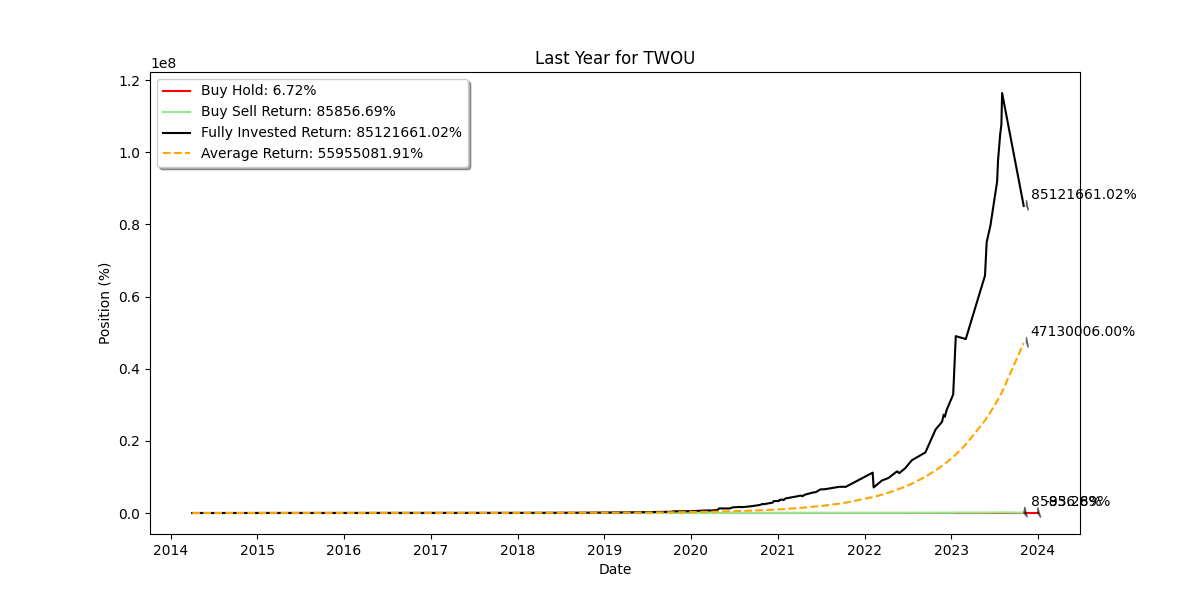 Last Year for TWOU
1e8
Buy Hold: 6.72%
Buy Sell Return: 85856.69%
Fully Invested Return: 85121661.02%
Average Return: 55955081.91%
1.2
1.0
0.8
0.6
0.4
0.2
0.0
Position (%)
85121661.02%
47130006.00%
2014
2015
2016
2017
2018
2019
2020
2021
2022
2023
2024
Date